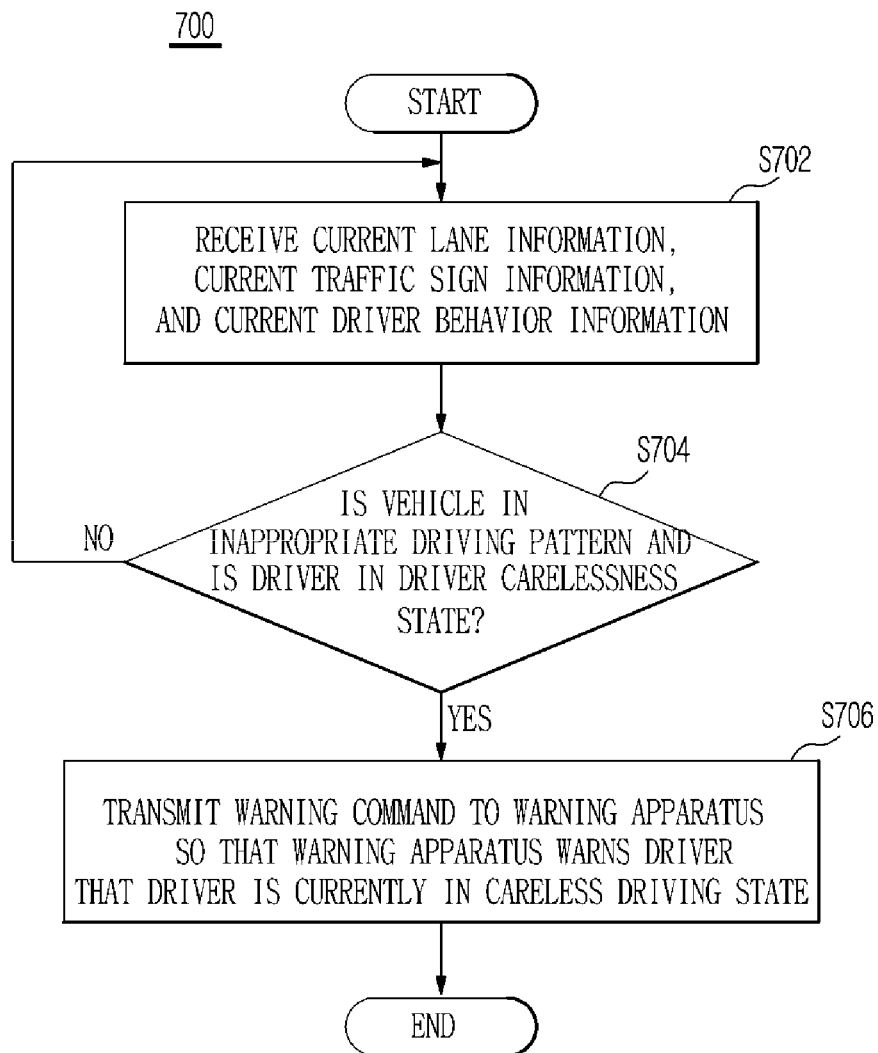 700
START
S702
RECEIVE CURRENT LANE INFORMATION,
CURRENT TRAFFIC SIGN INFORMATION,
AND CURRENT DRIVER BEHAVIOR INFORMATION
S704
IS VEHICLE IN
INAPPROPRIATE DRIVING PATTERN AND
IS DRIVER IN DRIVER CARELESSNESS
STATE?
NO
YES
S706
TRANSMIT WARNING COMMAND TO WARNING APPARATUS
SO THAT WARNING APPARATUS WARNS DRIVER
THAT DRIVER IS CURRENTLY IN CARELESS DRIVING STATE
END